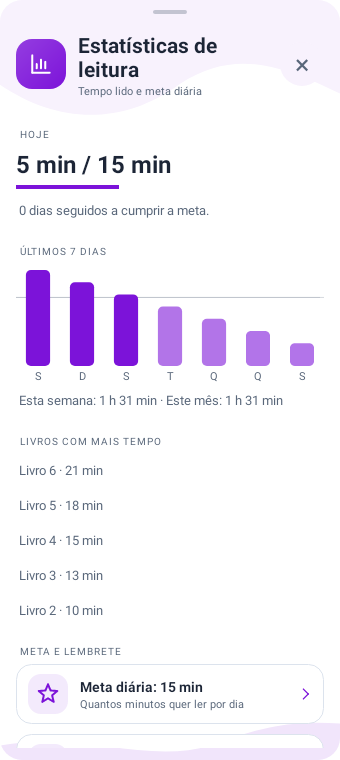 Estatísticas de
leitura
Tempo lido e meta diária
HOJE
5 min / 15 min
0 dias seguidos a cumprir a meta.
ÚLTIMOS 7 DIAS
S D S T Q Q S
Esta semana: 1 h 31 min · Este mês: 1 h 31 min
LIVROS COM MAIS TEMPO
Livro 6 · 21 min
Livro 5 · 18 min
Livro 4 · 15 min
Livro 3 · 13 min
Livro 2 · 10 min
META E LEMBRETE
Meta diária: 15 min
Quantos minutos quer ler por dia